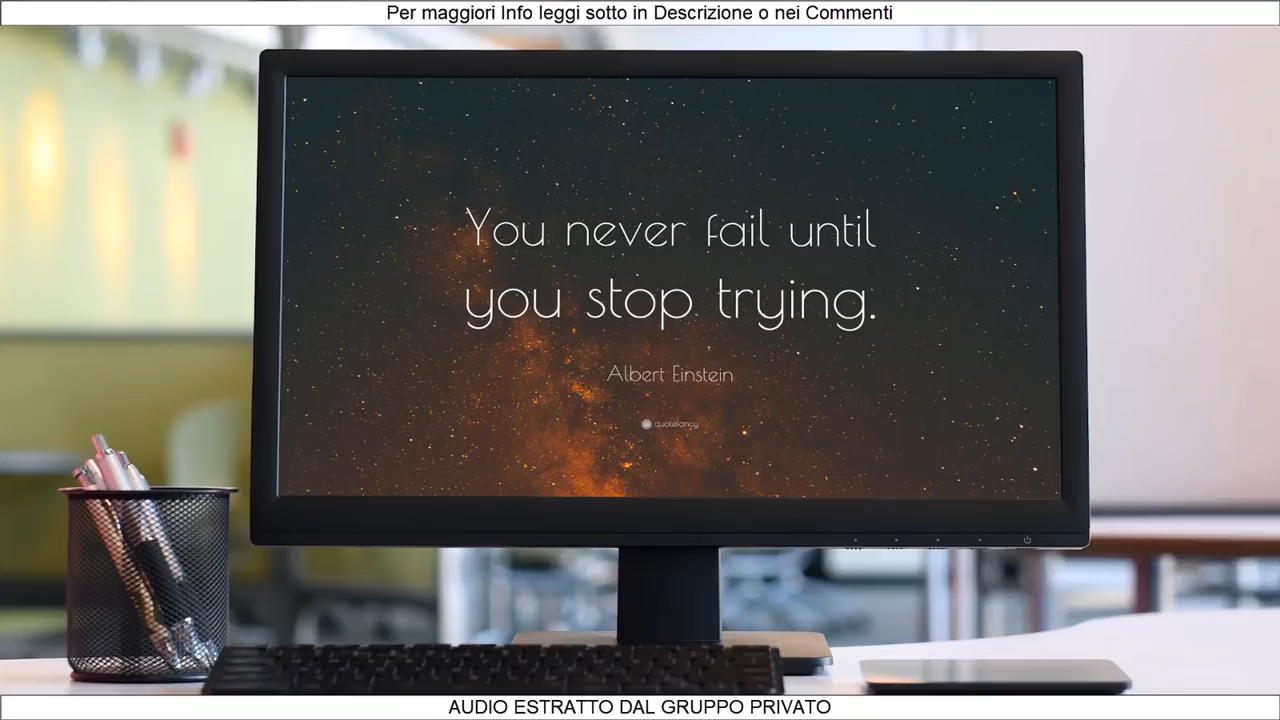 Per maggiori Info leggi sotto in Descrizione o nei Commenti
You never fail until
you stop trying.
Albert Einstein
quotefancy
AUDIO ESTRATTO DAL GRUPPO PRIVATO